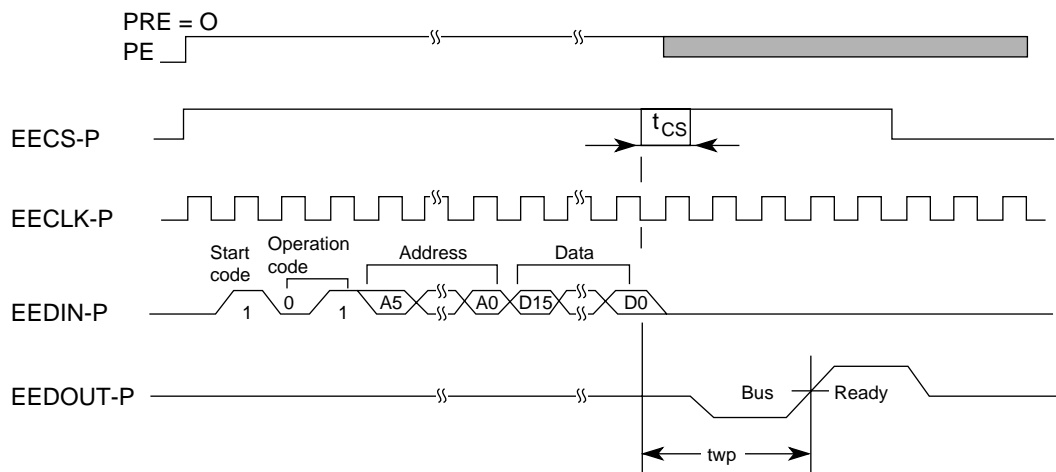 PRE = O
PE
EECS-P
tCS
EECLK-P
Start code
Operation code
Address
Data
EEDIN-P
1
0
1
A5
A0
D15
D0
EEDOUT-P
Bus
Ready
twp